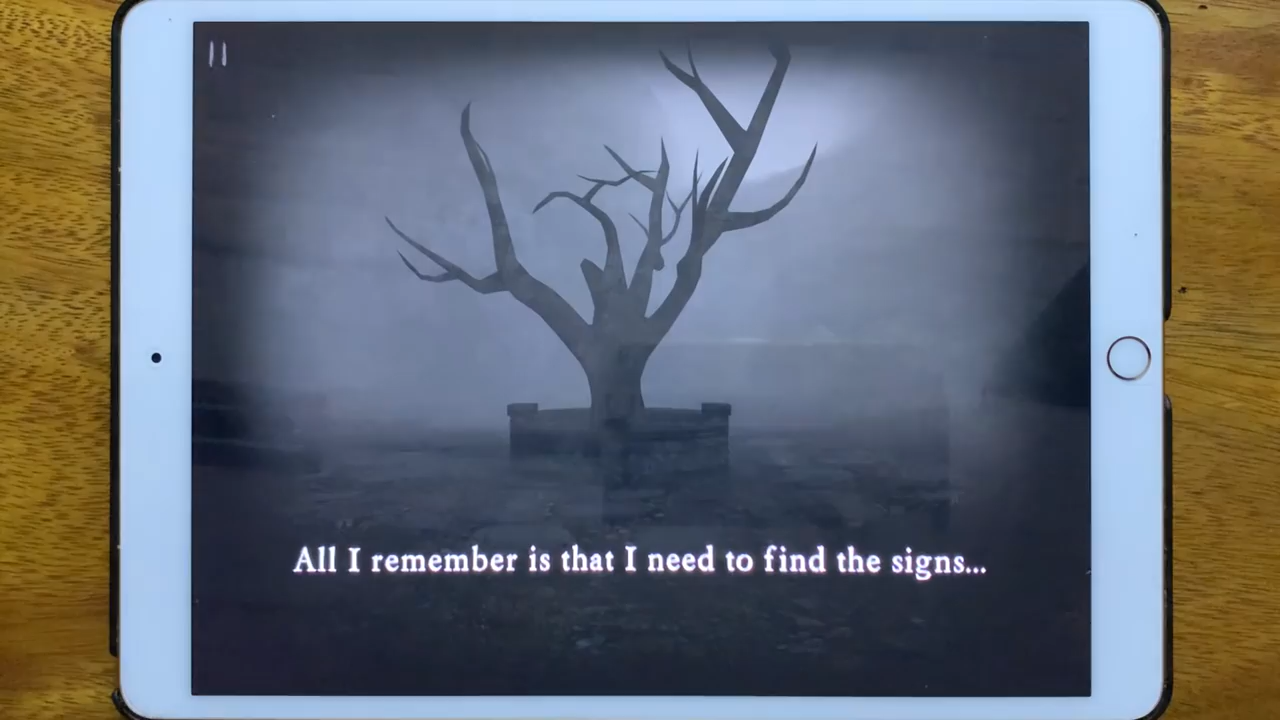 All I remember is that I need to find the signs...